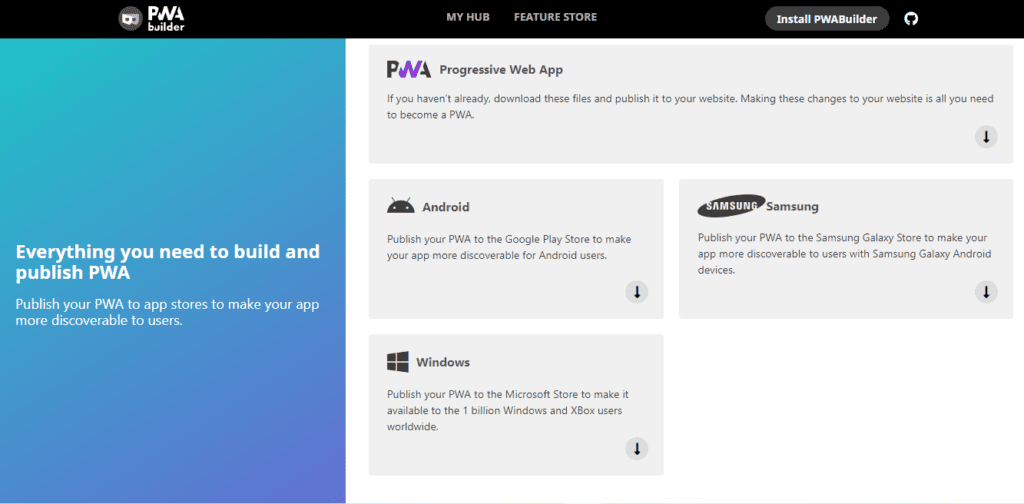 PWA
builder
MY HUB
FEATURE STORE
Install PWABuilder
PWA Progressive Web App
If you haven't already, download these files and publish it to your website. Making these changes to your website is all you need
to become a PWA.
Everything you need to build and
publish PWA
Publish your PWA to app stores to make your app
more discoverable to users.
Android
Publish your PWA to the Google Play Store to make
your app more discoverable for Android users.
SAMSUNG Samsung
Publish your PWA to the Samsung Galaxy Store to make your
app more discoverable to users with Samsung Galaxy Android
devices.
Windows
Publish your PWA to the Microsoft Store to make it
available to the 1 billion Windows and XBox users
worldwide.